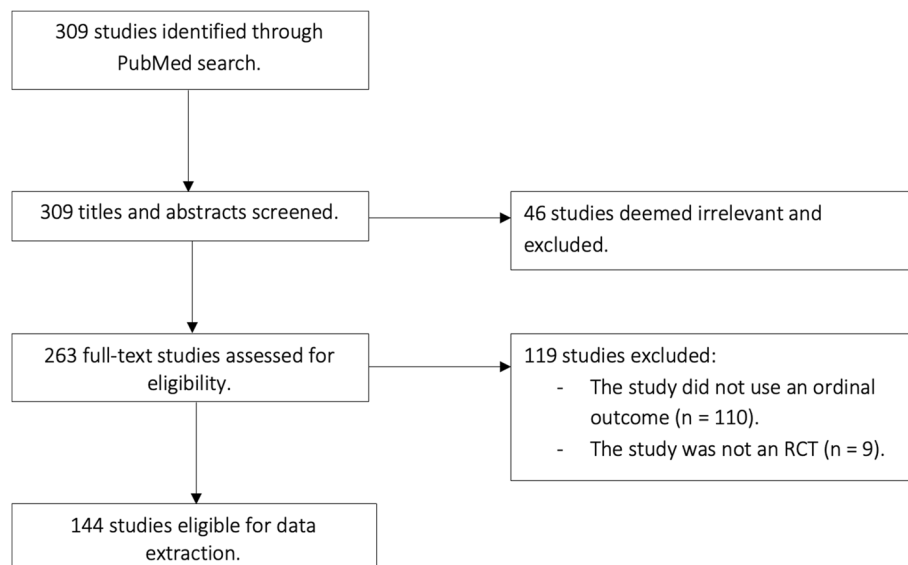 309 studies identified through
PubMed search.
309 titles and abstracts screened.
46 studies deemed irrelevant and
excluded.
263 full-text studies assessed for
eligibility.
119 studies excluded:
- The study did not use an ordinal
outcome (n = 110).
- The study was not an RCT (n = 9).
144 studies eligible for data
extraction.